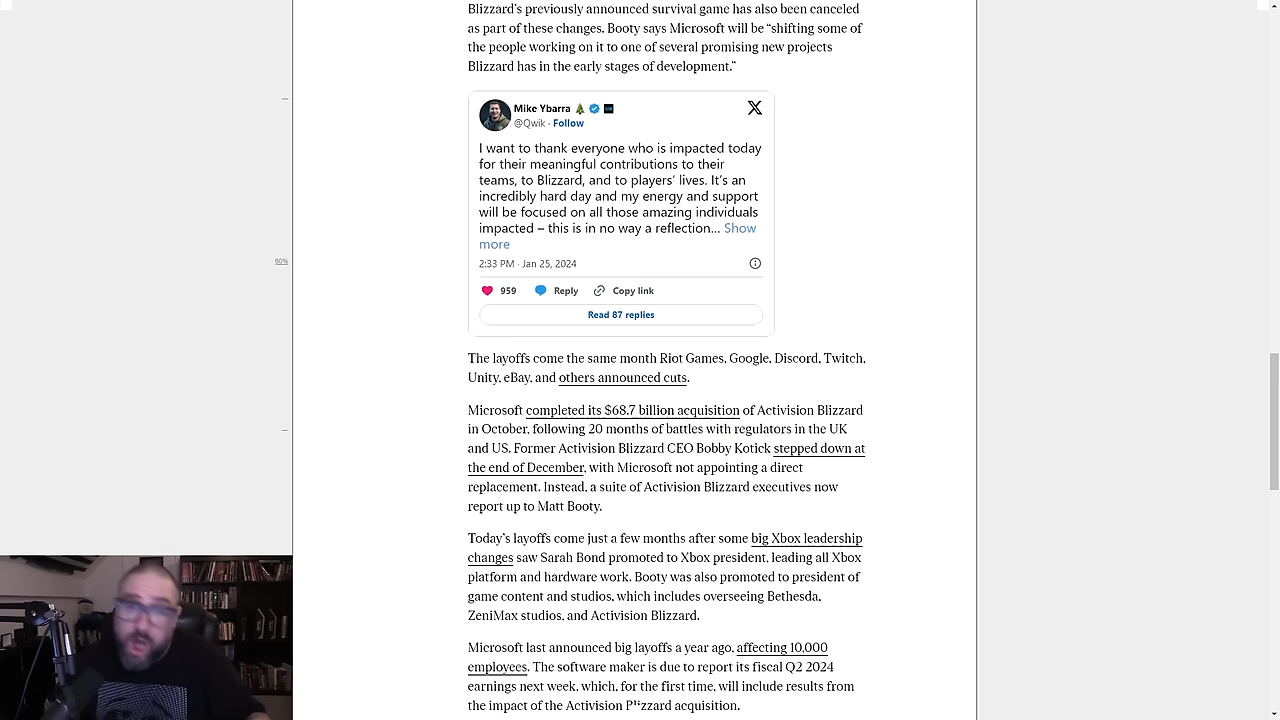 Blizzard's previously announced survival game has also been canceled
as part of these changes. Booty says Microsoft will be “shifting some of
the people working on it to one of several promising new projects
Blizzard has in the early stages of development.”
Mike Ybarra
@Qwik · Follow
I want to thank everyone who is impacted today
for their meaningful contributions to their
teams, to Blizzard, and to players’ lives. It’s an
incredibly hard day and my energy and support
will be focused on all those amazing individuals
impacted – this is in no way a reflection... Show
more
2:33 PM · Jan 25, 2024
959 Reply Copy link
Read 87 replies
60%
The layoffs come the same month Riot Games, Google, Discord, Twitch,
Unity, eBay, and others announced cuts.
Microsoft completed its $68.7 billion acquisition of Activision Blizzard
in October, following 20 months of battles with regulators in the UK
and US. Former Activision Blizzard CEO Bobby Kotick stepped down at
the end of December, with Microsoft not appointing a direct
replacement. Instead, a suite of Activision Blizzard executives now
report up to Matt Booty.
Today’s layoffs come just a few months after some big Xbox leadership
changes saw Sarah Bond promoted to Xbox president, leading all Xbox
platform and hardware work. Booty was also promoted to president of
game content and studios, which includes overseeing Bethesda,
ZeniMax studios, and Activision Blizzard.
Microsoft last announced big layoffs a year ago, affecting 10,000
employees. The software maker is due to report its fiscal Q2 2024
earnings next week, which, for the first time, will include results from
the impact of the Activision acquisition.